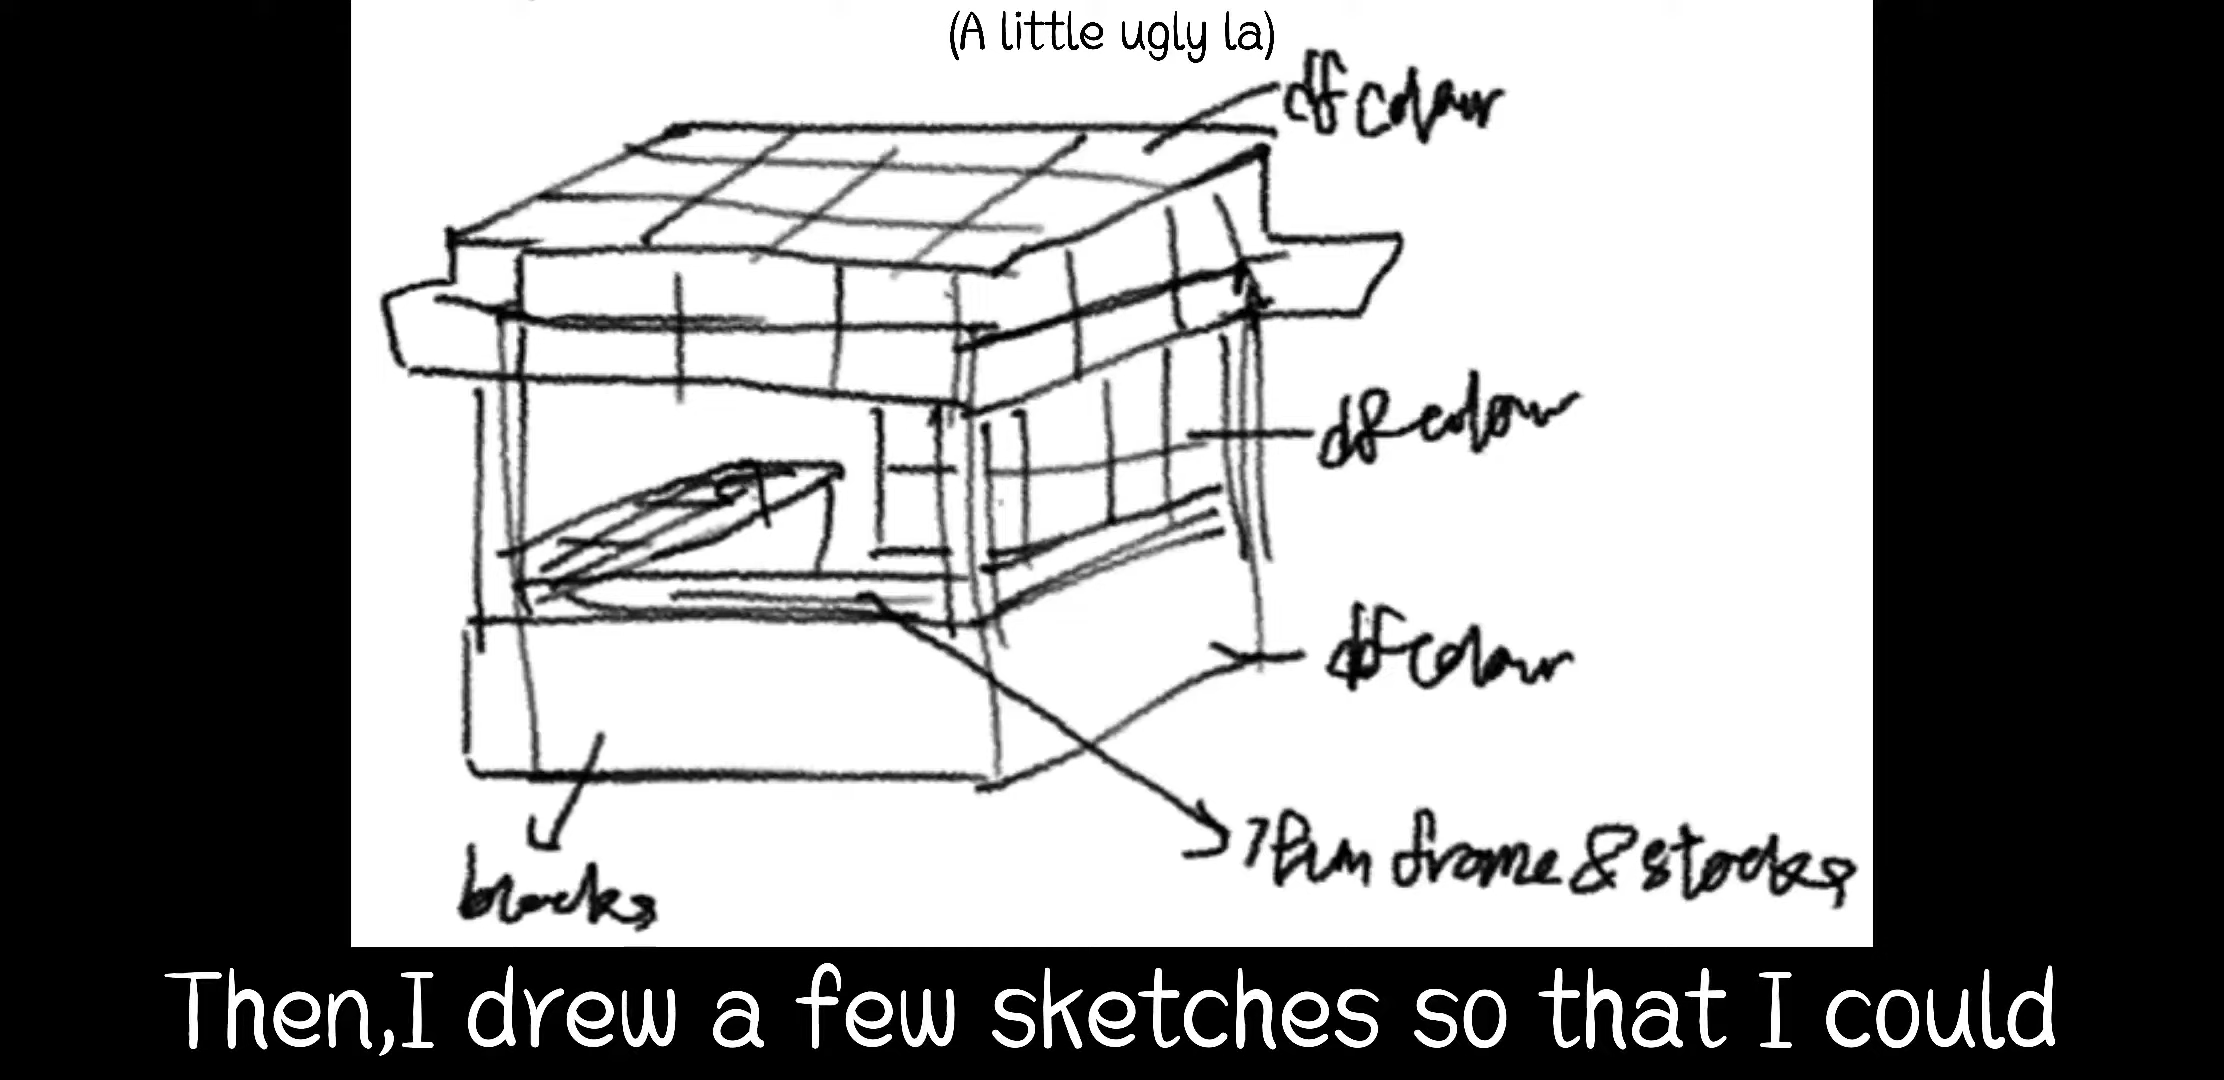 (A little ugly la)
df colour
df colour
df colour
frame & stocks
blocks
Then,I drew a few sketches so that I could